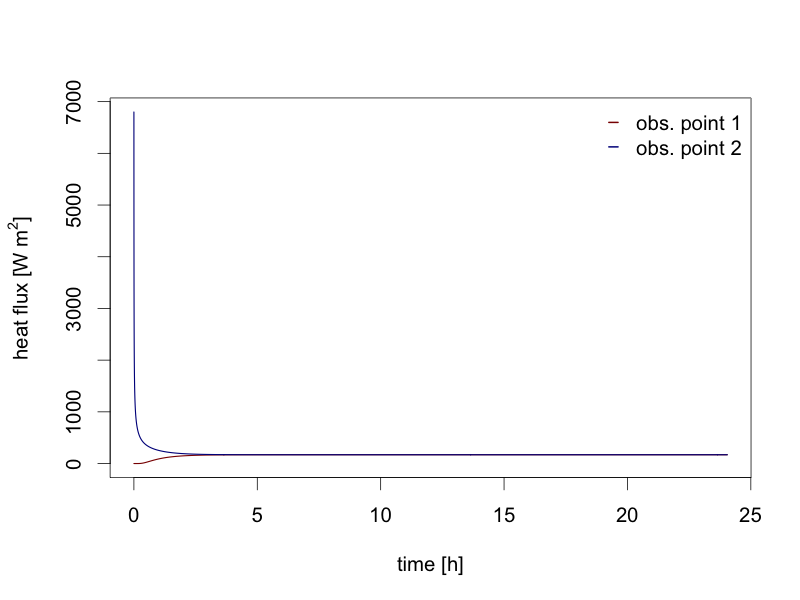 7000
5000
3000
1000
0
heat flux [W m²]
obs. point 1
obs. point 2
0 5 10 15 20 25
time [h]